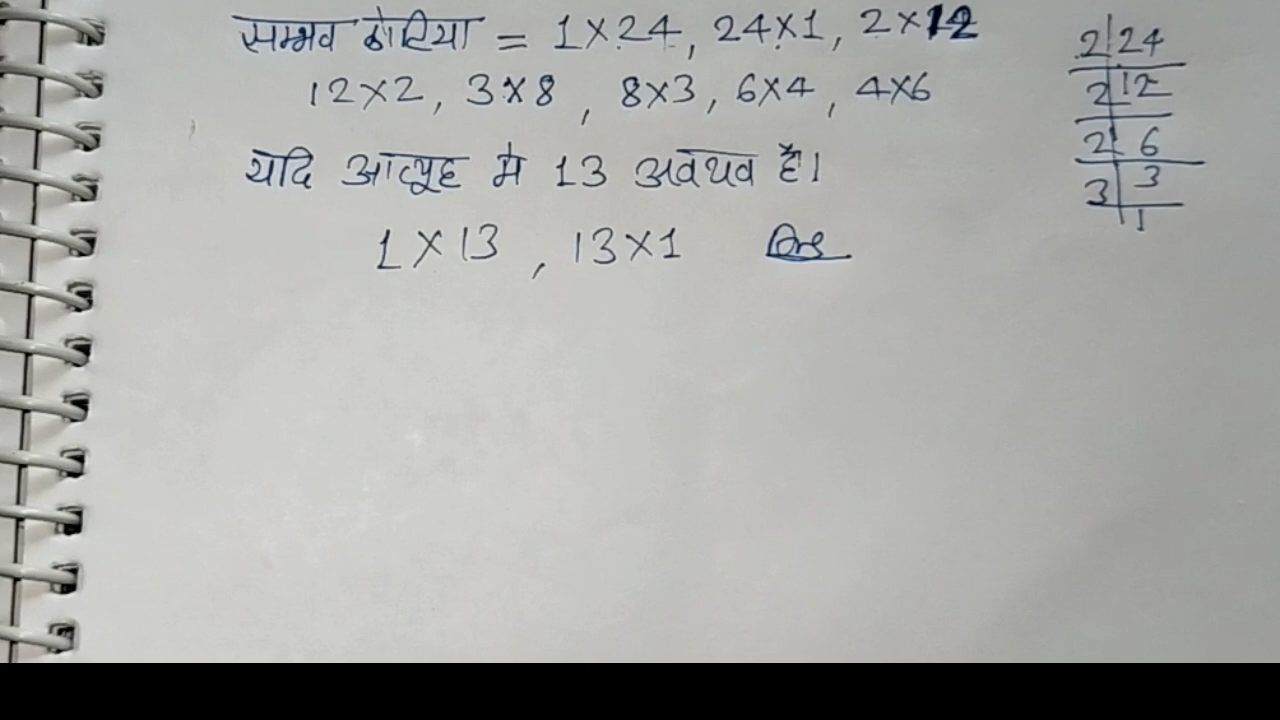 सम्भव कोटिया = 1×24, 24×1, 2×12
12×2, 3×8, 8×3, 6×4, 4×6
यदि आव्यूह मे 13 अवयव है।
1×13, 13×1 Ans
2|24
2|12
2|6
3|3
1